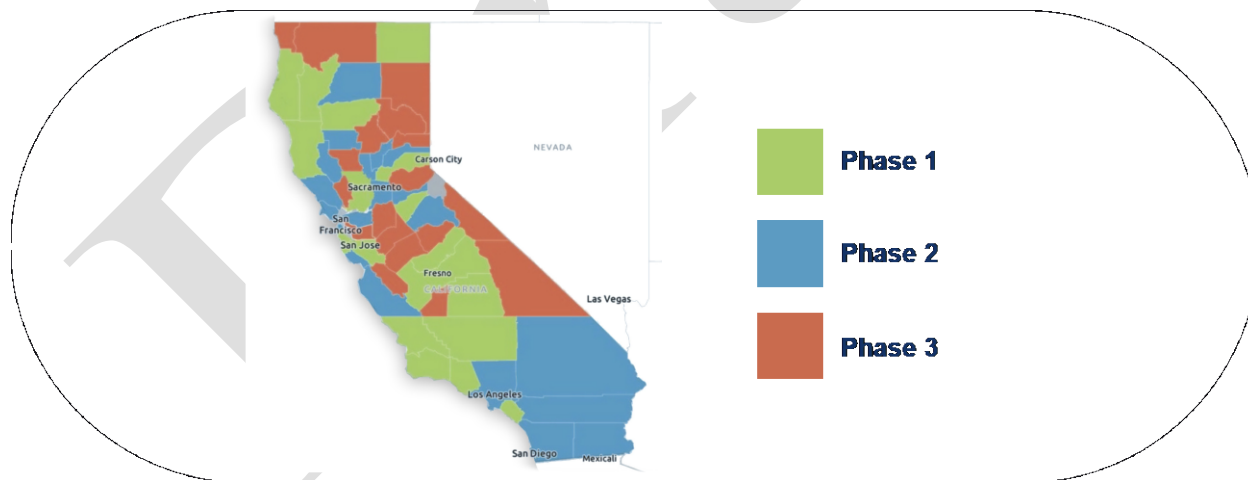 NEVADA
Carson City
Sacramento
San
Francisco
San Jose
Fresno
CALIFORNIA
Las Vegas
Los Angeles
San Diego
Mexicali
Phase 1
Phase 2
Phase 3